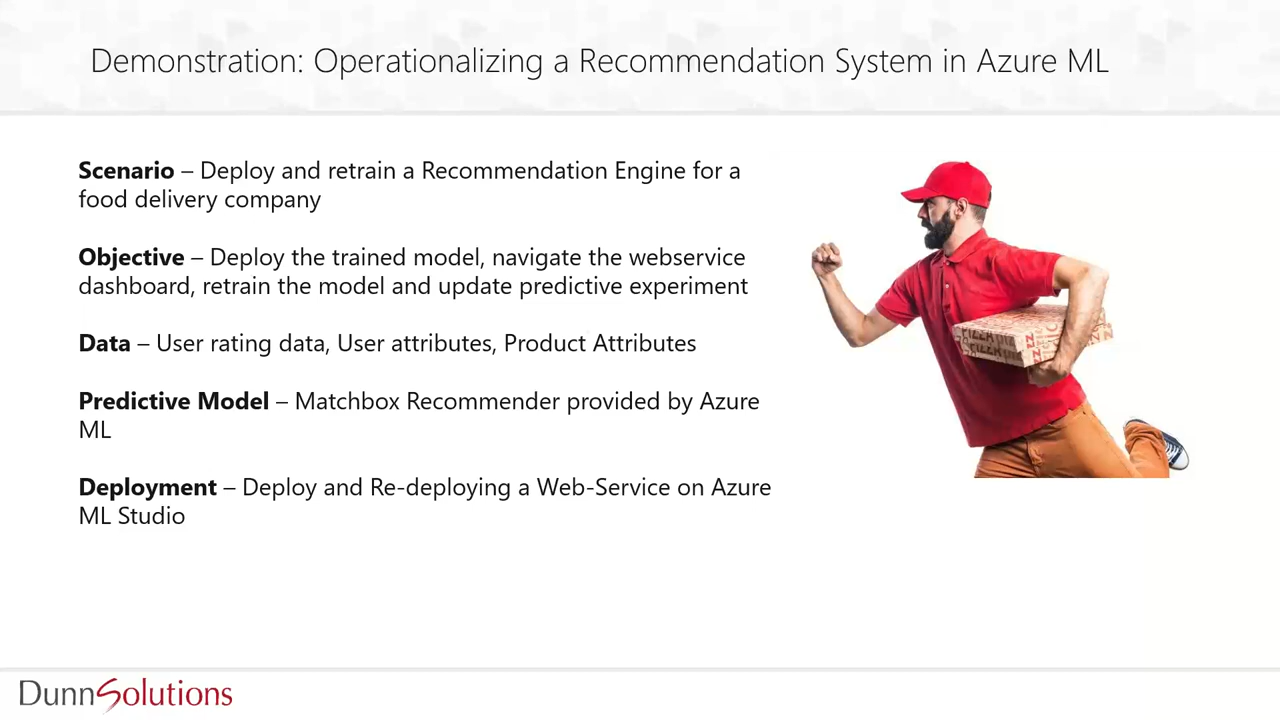 Demonstration: Operationalizing a Recommendation System in Azure ML
Scenario – Deploy and retrain a Recommendation Engine for a
food delivery company
Objective – Deploy the trained model, navigate the webservice
dashboard, retrain the model and update predictive experiment
Data – User rating data, User attributes, Product Attributes
Predictive Model – Matchbox Recommender provided by Azure
ML
Deployment – Deploy and Re-deploying a Web-Service on Azure
ML Studio
PIZZA
DunnSolutions